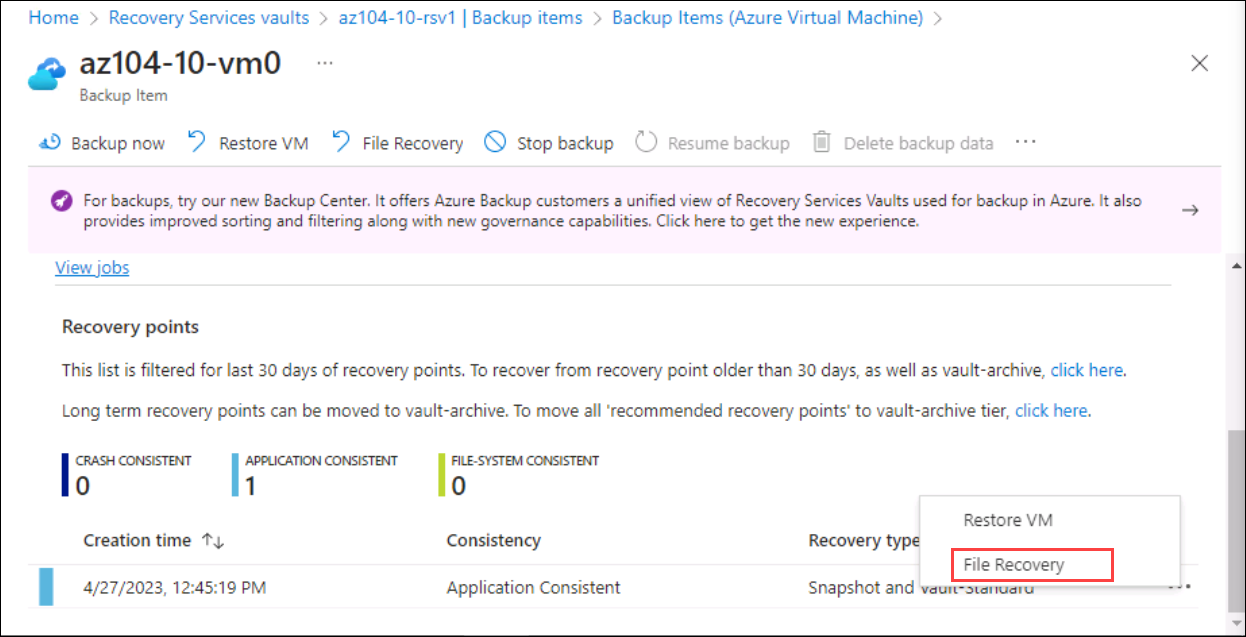 Home > Recovery Services vaults > az104-10-rsv1 | Backup items > Backup Items (Azure Virtual Machine) >
az104-10-vm0 ...
Backup Item
Backup now Restore VM File Recovery Stop backup Resume backup Delete backup data ...
For backups, try our new Backup Center. It offers Azure Backup customers a unified view of Recovery Services Vaults used for backup in Azure. It also
provides improved sorting and filtering along with new governance capabilities. Click here to get the new experience.
View jobs
Recovery points
This list is filtered for last 30 days of recovery points. To recover from recovery point older than 30 days, as well as vault-archive, click here.
Long term recovery points can be moved to vault-archive. To move all 'recommended recovery points' to vault-archive tier, click here.
CRASH CONSISTENT APPLICATION CONSISTENT FILE-SYSTEM CONSISTENT
0 1 0
Restore VM
Creation time Consistency Recovery type
File Recovery
4/27/2023, 12:45:19 PM Application Consistent Snapshot and Vault-Standard ...